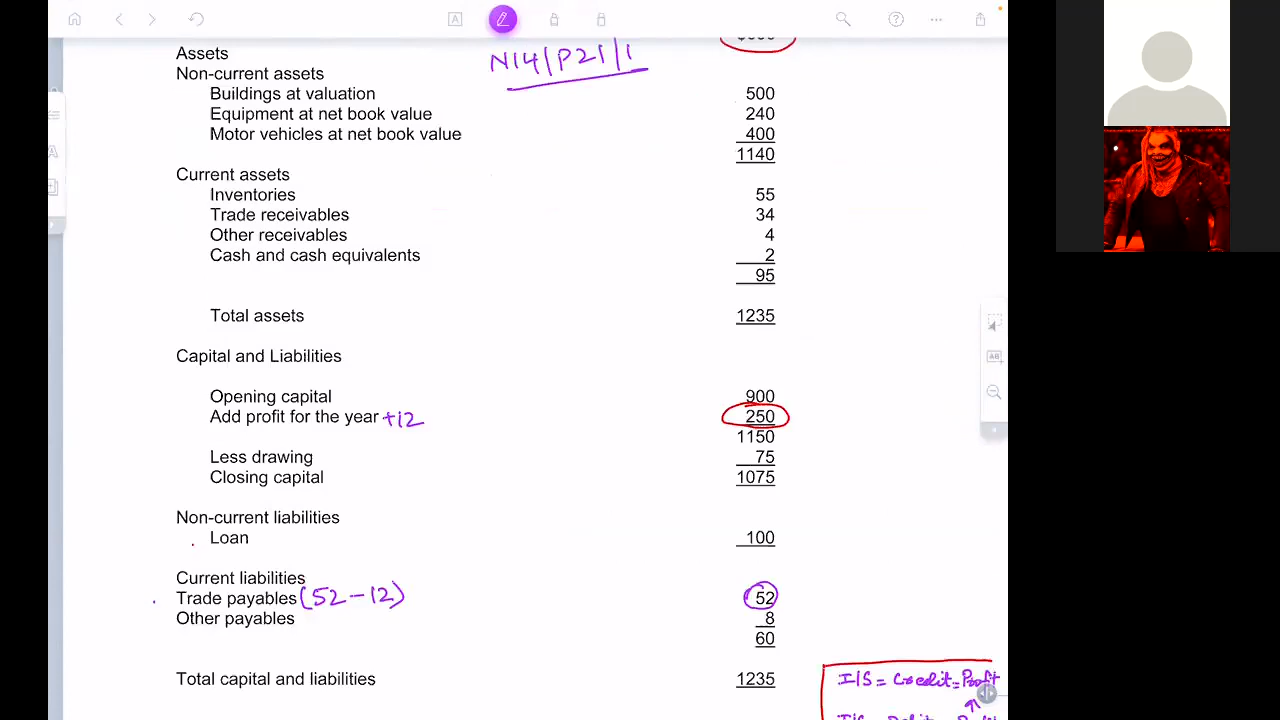 $000
Assets
N14/P21/1
Non-current assets
Buildings at valuation 500
Equipment at net book value 240
Motor vehicles at net book value 400
1140
Current assets
Inventories 55
Trade receivables 34
Other receivables 4
Cash and cash equivalents 2
95
Total assets 1235
Capital and Liabilities
Opening capital 900
Add profit for the year +12 250
1150
Less drawing 75
Closing capital 1075
Non-current liabilities
Loan 100
Current liabilities
Trade payables (52-12) 52
Other payables 8
60
Total capital and liabilities 1235
I/S = Credit = Profit